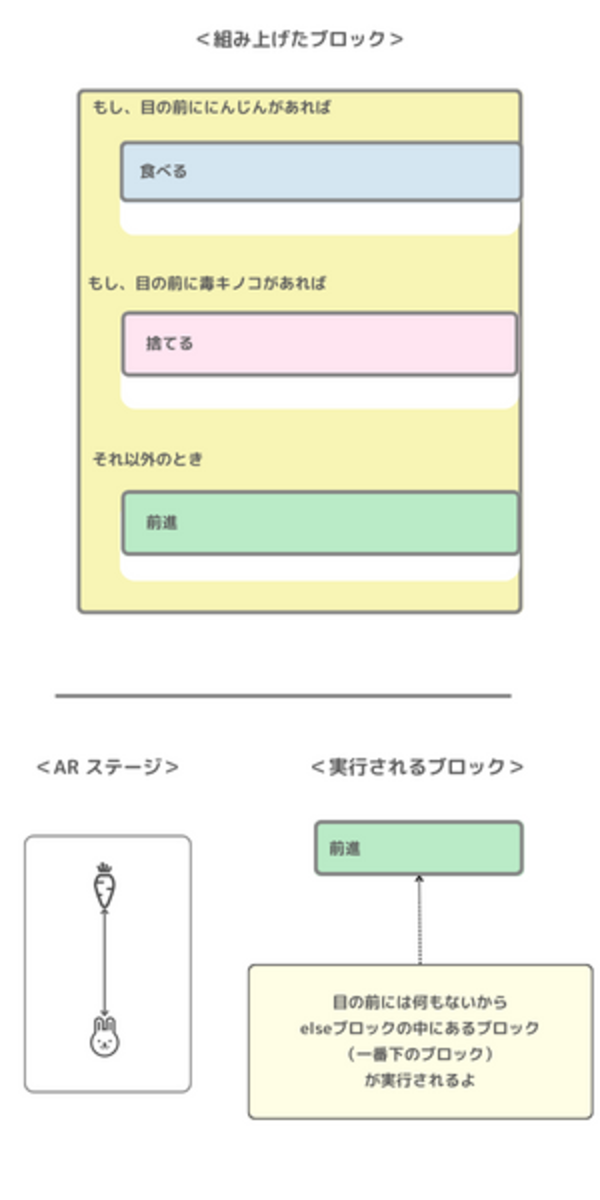 ＜組み上げたブロック＞
もし、目の前ににんじんがあれば
食べる
もし、目の前に毒キノコがあれば
捨てる
それ以外のとき
前進
＜AR ステージ＞
＜実行されるブロック＞
前進
目の前には何もないから
elseブロックの中にあるブロック
（一番下のブロック）
が実行されるよ